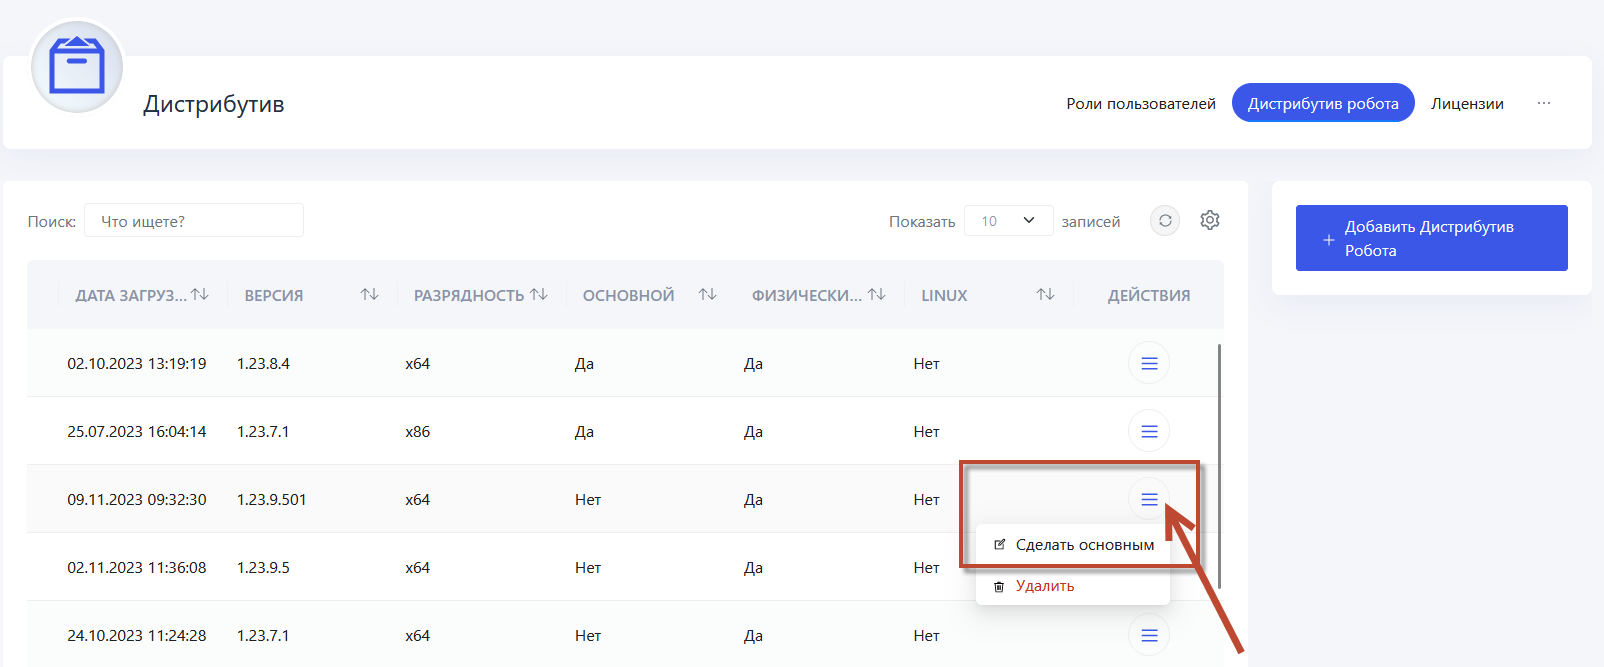 Дистрибутив
Роли пользователей Дистрибутив робота Лицензии ...
Поиск: Что ищете? Показать 10 записей
Добавить Дистрибутив
Робота
ДАТА ЗАГРУЗ... ВЕРСИЯ РАЗРЯДНОСТЬ ОСНОВНОЙ ФИЗИЧЕСКИ... LINUX ДЕЙСТВИЯ
02.10.2023 13:19:19 1.23.8.4 x64 Да Да Нет
25.07.2023 16:04:14 1.23.7.1 x86 Да Да Нет
09.11.2023 09:32:30 1.23.9.501 x64 Нет Да Нет
Сделать основным
02.11.2023 11:36:08 1.23.9.5 x64 Нет Да Нет
Удалить
24.10.2023 11:24:28 1.23.7.1 x64 Нет Да Нет